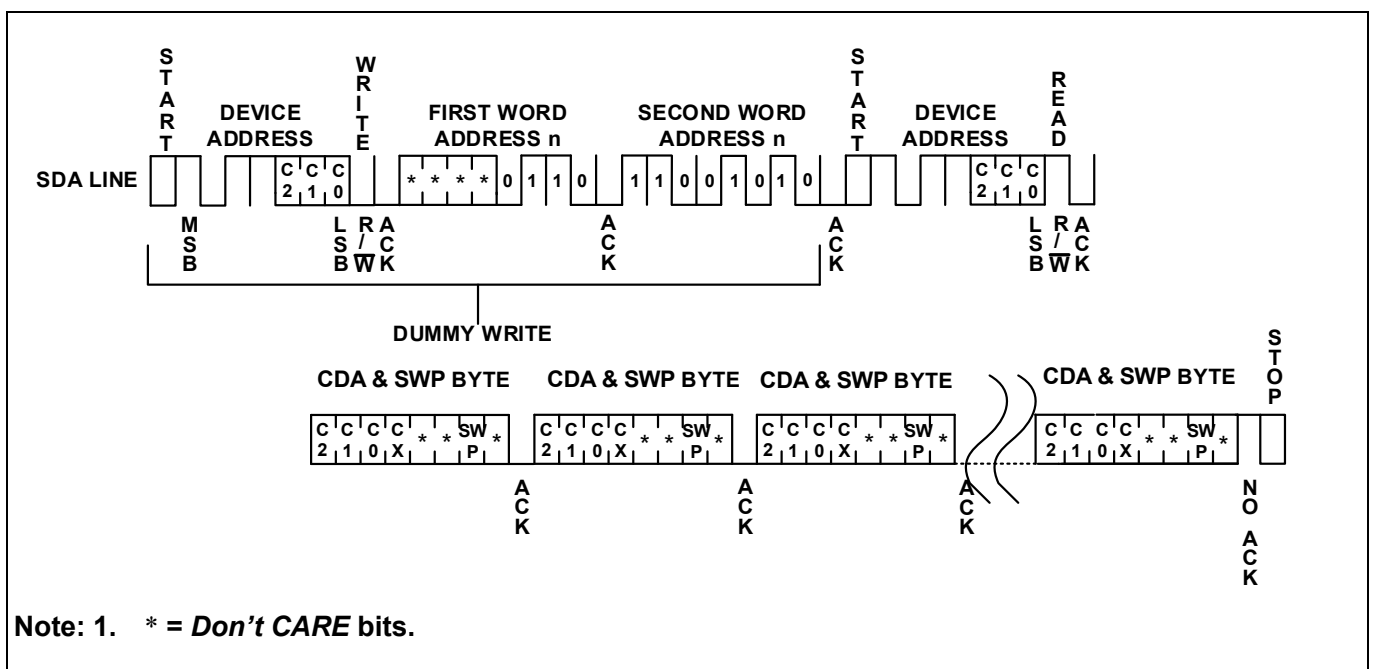 START
WRITE
START
READ
DEVICE ADDRESS
FIRST WORD ADDRESS n
SECOND WORD ADDRESS n
DEVICE ADDRESS
SDA LINE
C2 C1 C0
* * * * 0 1 1 0
1 1 0 0 1 0 1 0
C2 C1 C0
MSB
LSB
R/W̅
ACK
ACK
ACK
LSB
R/W̅
ACK
DUMMY WRITE
STOP
CDA & SWP BYTE
CDA & SWP BYTE
CDA & SWP BYTE
CDA & SWP BYTE
C2 C1 C0 CX * * SWP *
C2 C1 C0 CX * * SWP *
C2 C1 C0 CX * * SWP *
C2 C1 C0 CX * * SWP *
ACK
ACK
ACK
NO ACK
Note: 1. * = Don't CARE bits.